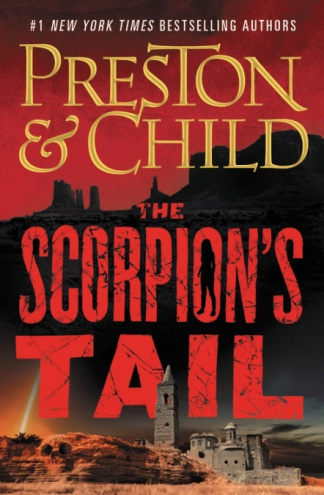 #1 NEW YORK TIMES BESTSELLING AUTHORS
PRESTON
& CHILD
THE
SCORPION'S
TAIL